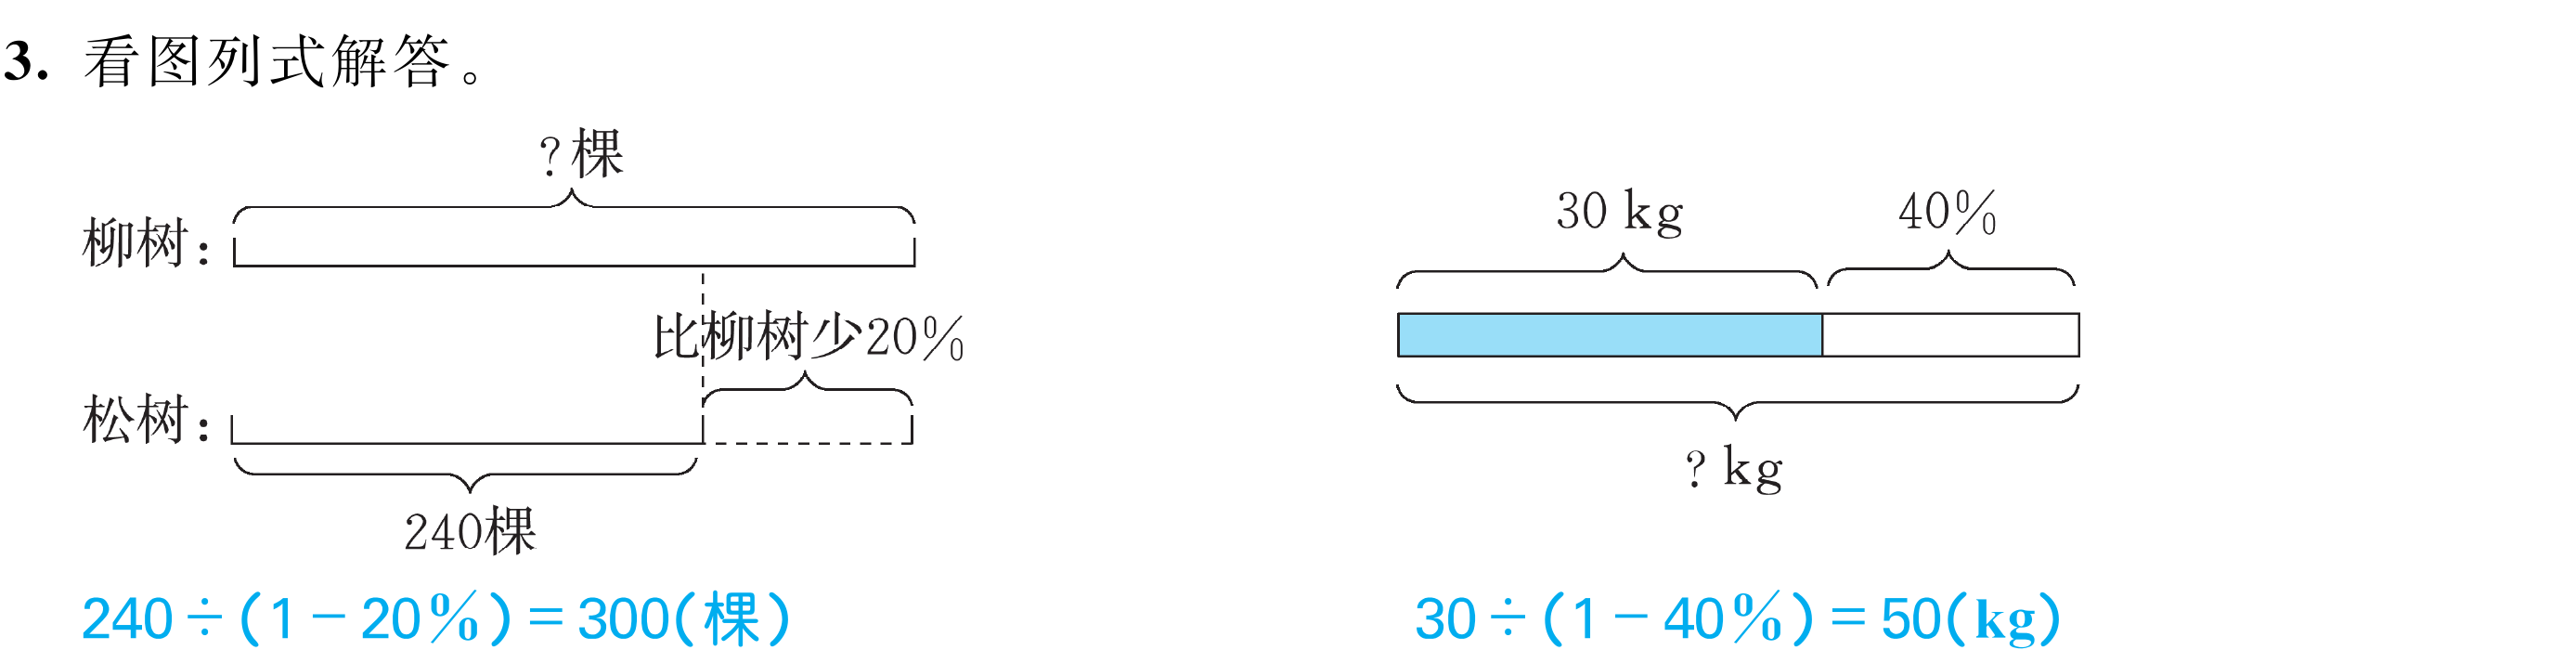 3. 看图列式解答。
?棵
柳树:
比柳树少20%
松树:
240棵
240÷(1-20%)=300(棵)
30 kg
40%
? kg
30÷(1-40%)=50(kg)